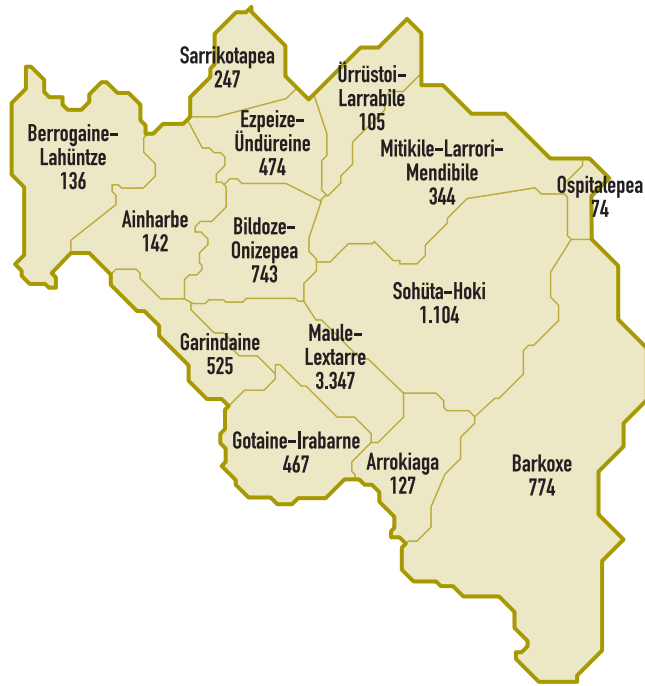 Sarrikotapea
247
Ürrüstoi-
Larrabile
105
Berrogaine-
Lahüntze
136
Ezpeize-
Ündüreine
474
Mitikile-Larrori-
Mendibile
344
Ospitalepea
74
Ainharbe
142
Bildoze-
Onizepea
743
Sohüta-Hoki
1.104
Garindaine
525
Maule-
Lextarre
3.347
Gotaine-Irabarne
467
Arrokiaga
127
Barkoxe
774